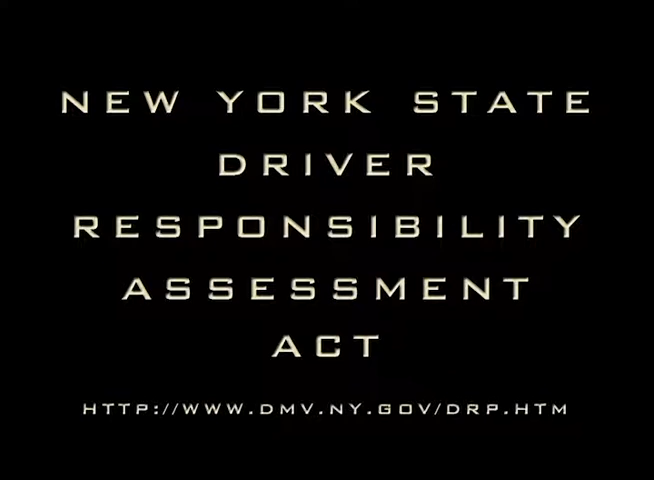 NEW YORK STATE
DRIVER
RESPONSIBILITY
ASSESSMENT
ACT
HTTP://WWW.DMV.NY.GOV/DRP.HTM